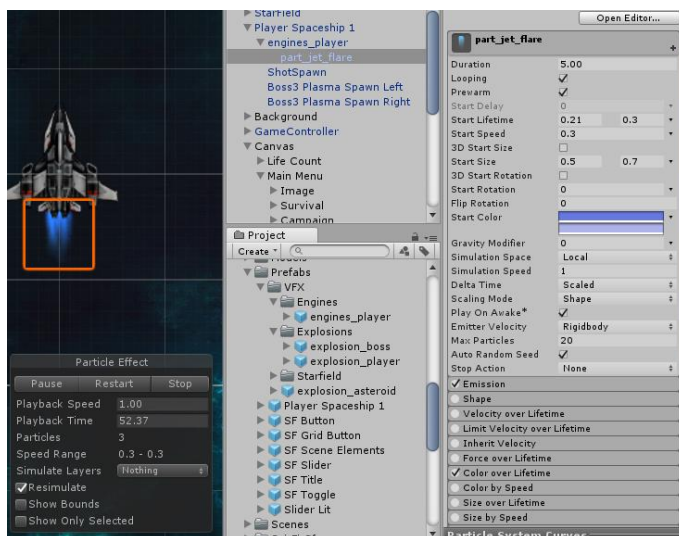 Particle Effect
Pause Restart Stop
Playback Speed 1.00
Playback Time 52.37
Particles 3
Speed Range 0.3 - 0.3
Simulate Layers Nothing
Resimulate
Show Bounds
Show Only Selected
StarField
Player Spaceship 1
engines_player
part_jet_flare
ShotSpawn
Boss3 Plasma Spawn Left
Boss3 Plasma Spawn Right
Background
GameController
Canvas
Life Count
Main Menu
Image
Survival
Campaign
Project
Create
Models
Prefabs
VFX
Engines
engines_player
Explosions
explosion_boss
explosion_player
Starfield
explosion_asteroid
Player Spaceship 1
SF Button
SF Grid Button
SF Scene Elements
SF Slider
SF Title
SF Toggle
Slider Lit
Scenes
Open Editor...
part_jet_flare
Duration 5.00
Looping
Prewarm
Start Delay 0
Start Lifetime 0.21 0.3
Start Speed 0.3
3D Start Size
Start Size 0.5 0.7
3D Start Rotation
Start Rotation 0
Flip Rotation 0
Start Color
Gravity Modifier 0
Simulation Space Local
Simulation Speed 1
Delta Time Scaled
Scaling Mode Shape
Play On Awake*
Emitter Velocity Rigidbody
Max Particles 20
Auto Random Seed
Stop Action None
Emission
Shape
Velocity over Lifetime
Limit Velocity over Lifetime
Inherit Velocity
Force over Lifetime
Color over Lifetime
Color by Speed
Size over Lifetime
Size by Speed
Particle System Curves